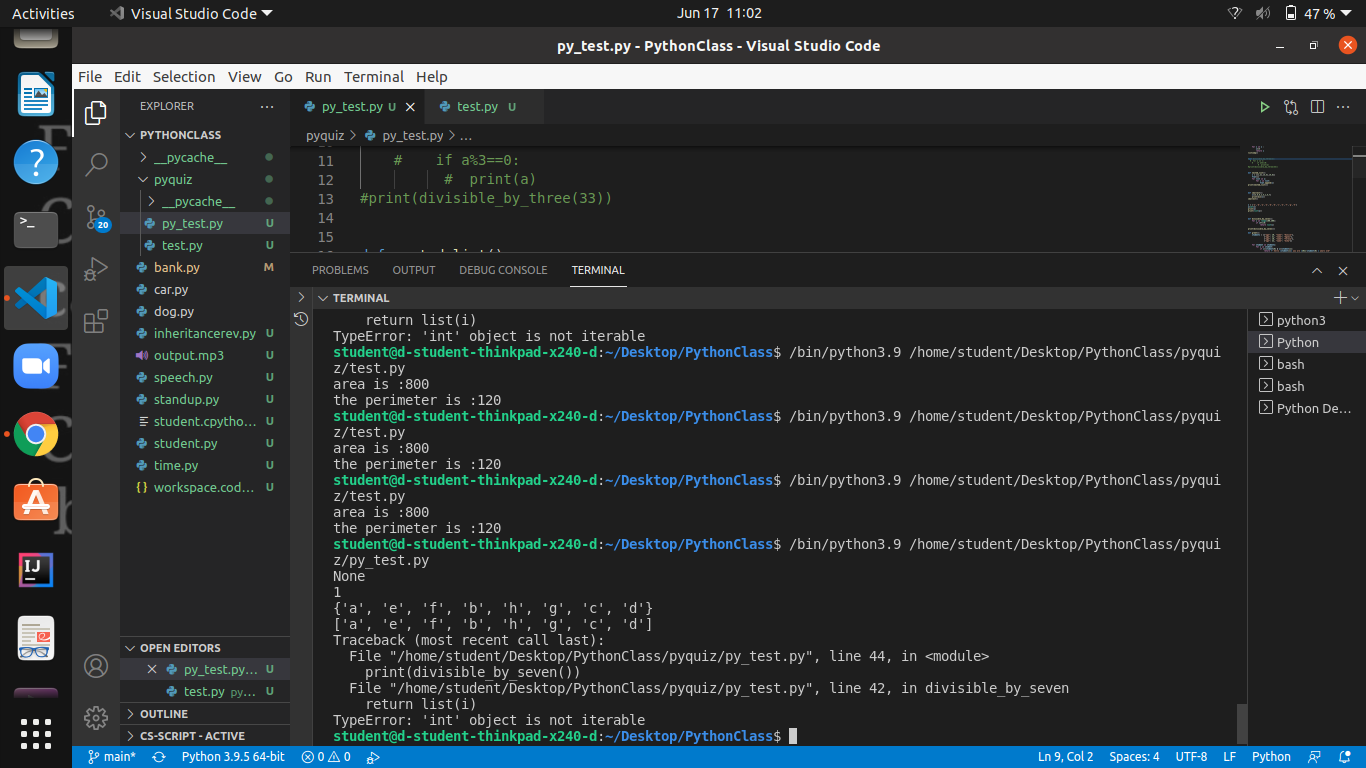 Activities
Visual Studio Code
Jun 17 11:02
47 %
py_test.py - PythonClass - Visual Studio Code
File Edit Selection View Go Run Terminal Help
EXPLORER
PYTHONCLASS
__pycache__
pyquiz
__pycache__
py_test.py U
test.py U
bank.py M
car.py
dog.py
inheritancerev.py U
output.mp3 U
speech.py U
standup.py U
student.cpytho... U
student.py U
time.py U
workspace.cod... U
20
OPEN EDITORS
py_test.py... U
test.py py... U
OUTLINE
CS-SCRIPT - ACTIVE
py_test.py U
test.py U
pyquiz > py_test.py > ...
11 # if a%3==0:
12 # print(a)
13 #print(divisible_by_three(33))
14
15
PROBLEMS OUTPUT DEBUG CONSOLE TERMINAL
TERMINAL
return list(i)
TypeError: 'int' object is not iterable
student@d-student-thinkpad-x240-d:~/Desktop/PythonClass$ /bin/python3.9 /home/student/Desktop/PythonClass/pyqui
z/test.py
area is :800
the perimeter is :120
student@d-student-thinkpad-x240-d:~/Desktop/PythonClass$ /bin/python3.9 /home/student/Desktop/PythonClass/pyqui
z/test.py
area is :800
the perimeter is :120
student@d-student-thinkpad-x240-d:~/Desktop/PythonClass$ /bin/python3.9 /home/student/Desktop/PythonClass/pyqui
z/test.py
area is :800
the perimeter is :120
student@d-student-thinkpad-x240-d:~/Desktop/PythonClass$ /bin/python3.9 /home/student/Desktop/PythonClass/pyqui
z/py_test.py
None
1
{'a', 'e', 'f', 'b', 'h', 'g', 'c', 'd'}
['a', 'e', 'f', 'b', 'h', 'g', 'c', 'd']
Traceback (most recent call last):
File "/home/student/Desktop/PythonClass/pyquiz/py_test.py", line 44, in <module>
print(divisible_by_seven())
File "/home/student/Desktop/PythonClass/pyquiz/py_test.py", line 42, in divisible_by_seven
return list(i)
TypeError: 'int' object is not iterable
student@d-student-thinkpad-x240-d:~/Desktop/PythonClass$
python3
Python
bash
bash
Python De...
main*
Python 3.9.5 64-bit
0 0
Ln 9, Col 2
Spaces: 4
UTF-8
LF
Python